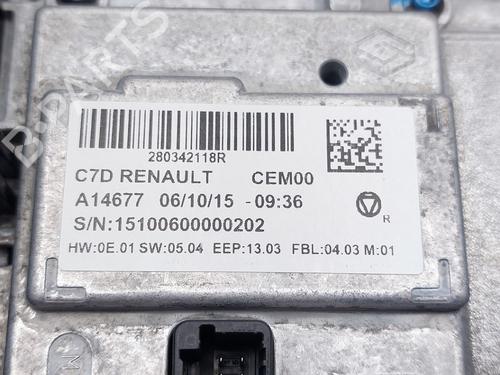 280342118R
C7D RENAULT CEM00
A14677 06/10/15 - 09:36
R
S/N:15100600000202
HW:0E.01 SW:05.04 EEP:13.03 FBL:04.03 M:01
B-PARTS